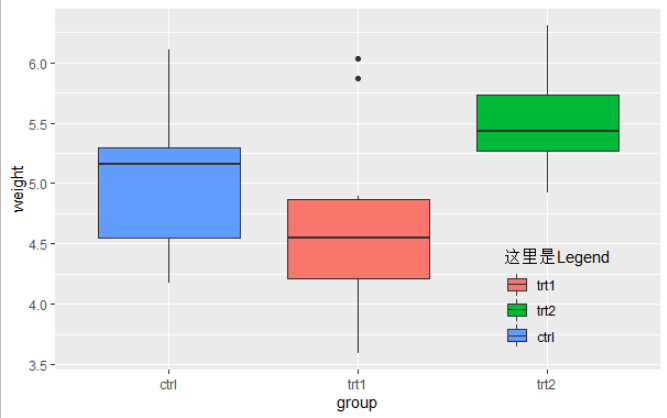 weight
6.0
5.5
5.0
4.5
4.0
3.5
这里是Legend
trt1
trt2
ctrl
ctrl trt1 trt2
group